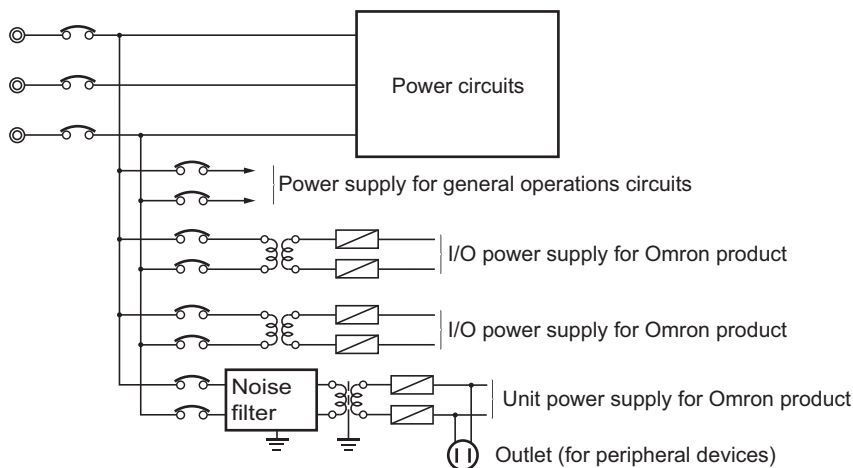 Power circuits
Power supply for general operations circuits
I/O power supply for Omron product
I/O power supply for Omron product
Noise
filter
Unit power supply for Omron product
Outlet (for peripheral devices)